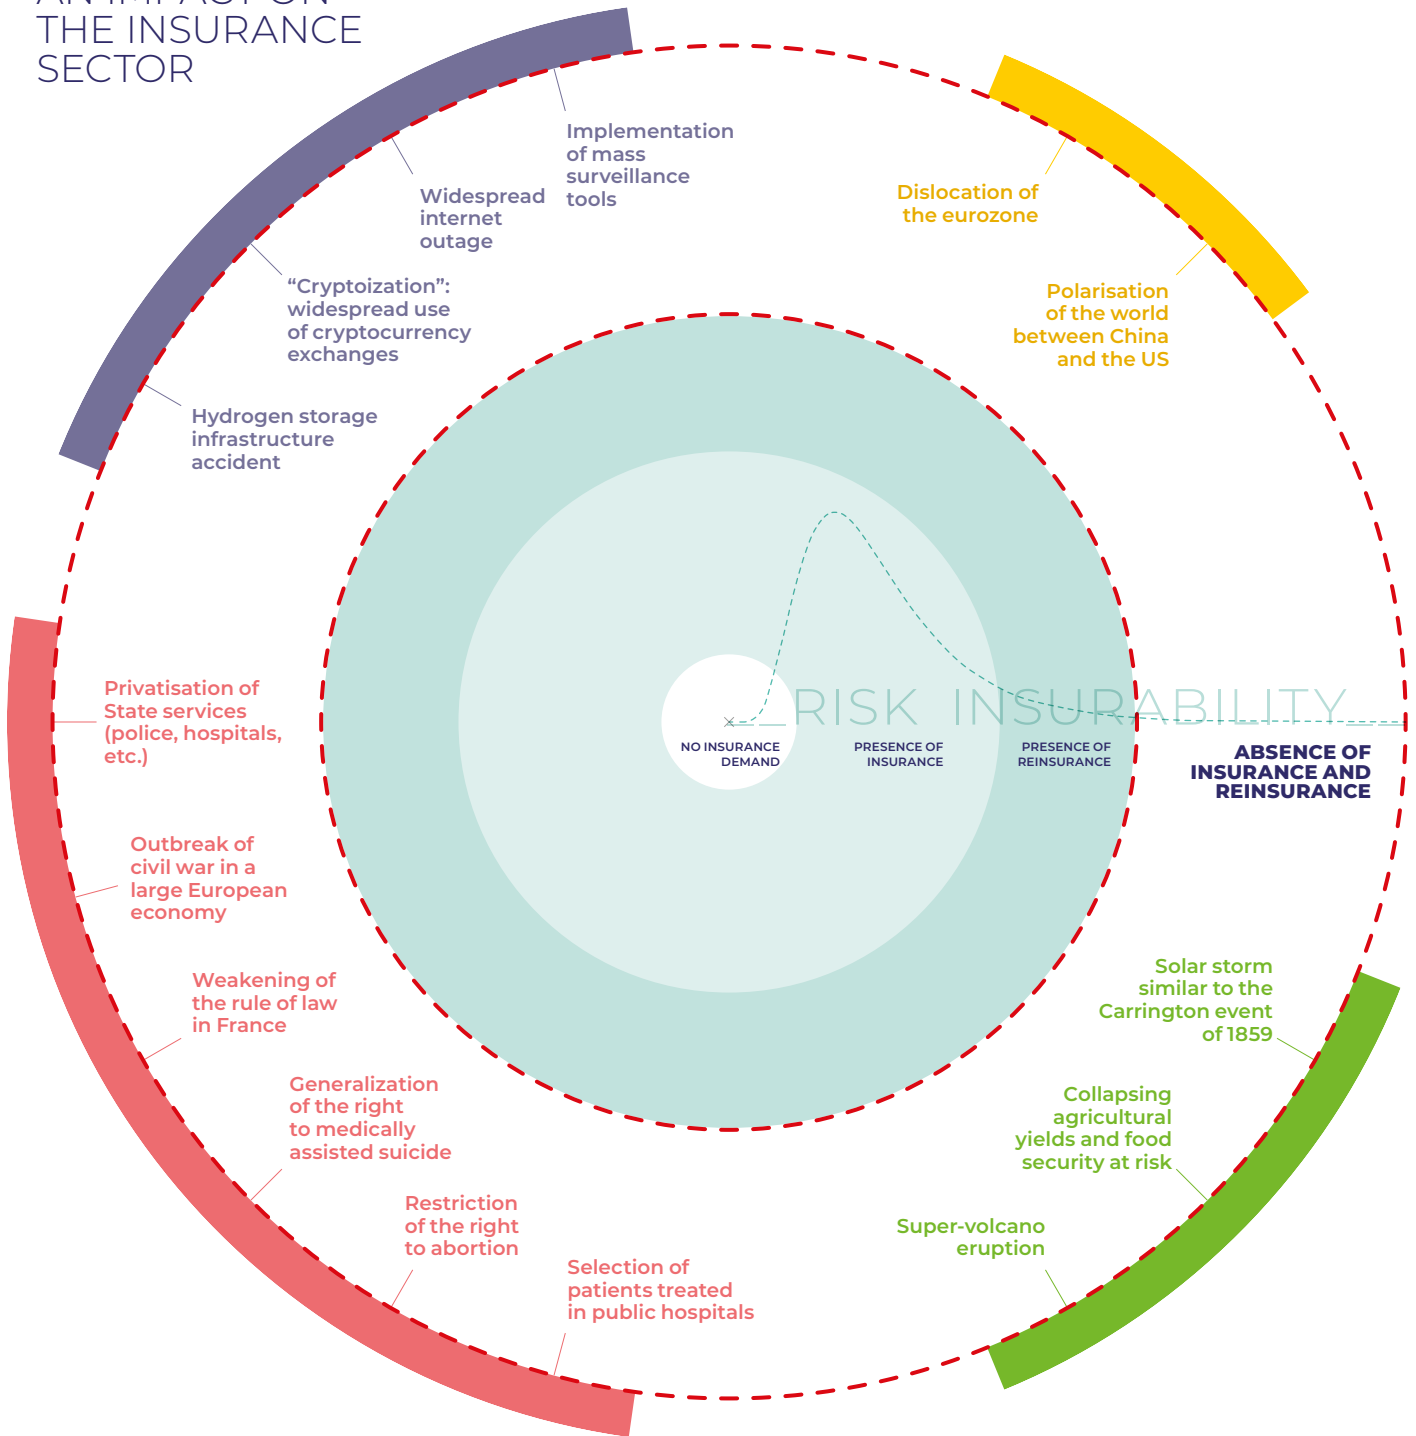 AN IMPACT ON
THE INSURANCE
SECTOR
Implementation
of mass
surveillance
tools
Widespread
internet
outage
“Cryptoization”:
widespread use
of cryptocurrency
exchanges
Hydrogen storage
infrastructure
accident
Dislocation of
the eurozone
Polarisation
of the world
between China
and the US
RISK INSURABILITY
NO INSURANCE
DEMAND
PRESENCE OF
INSURANCE
PRESENCE OF
REINSURANCE
ABSENCE OF
INSURANCE AND
REINSURANCE
Privatisation of
State services
(police, hospitals,
etc.)
Outbreak of
civil war in a
large European
economy
Weakening of
the rule of law
in France
Generalization
of the right
to medically
assisted suicide
Restriction
of the right
to abortion
Selection of
patients treated
in public hospitals
Solar storm
similar to the
Carrington event
of 1859
Collapsing
agricultural
yields and food
security at risk
Super-volcano
eruption